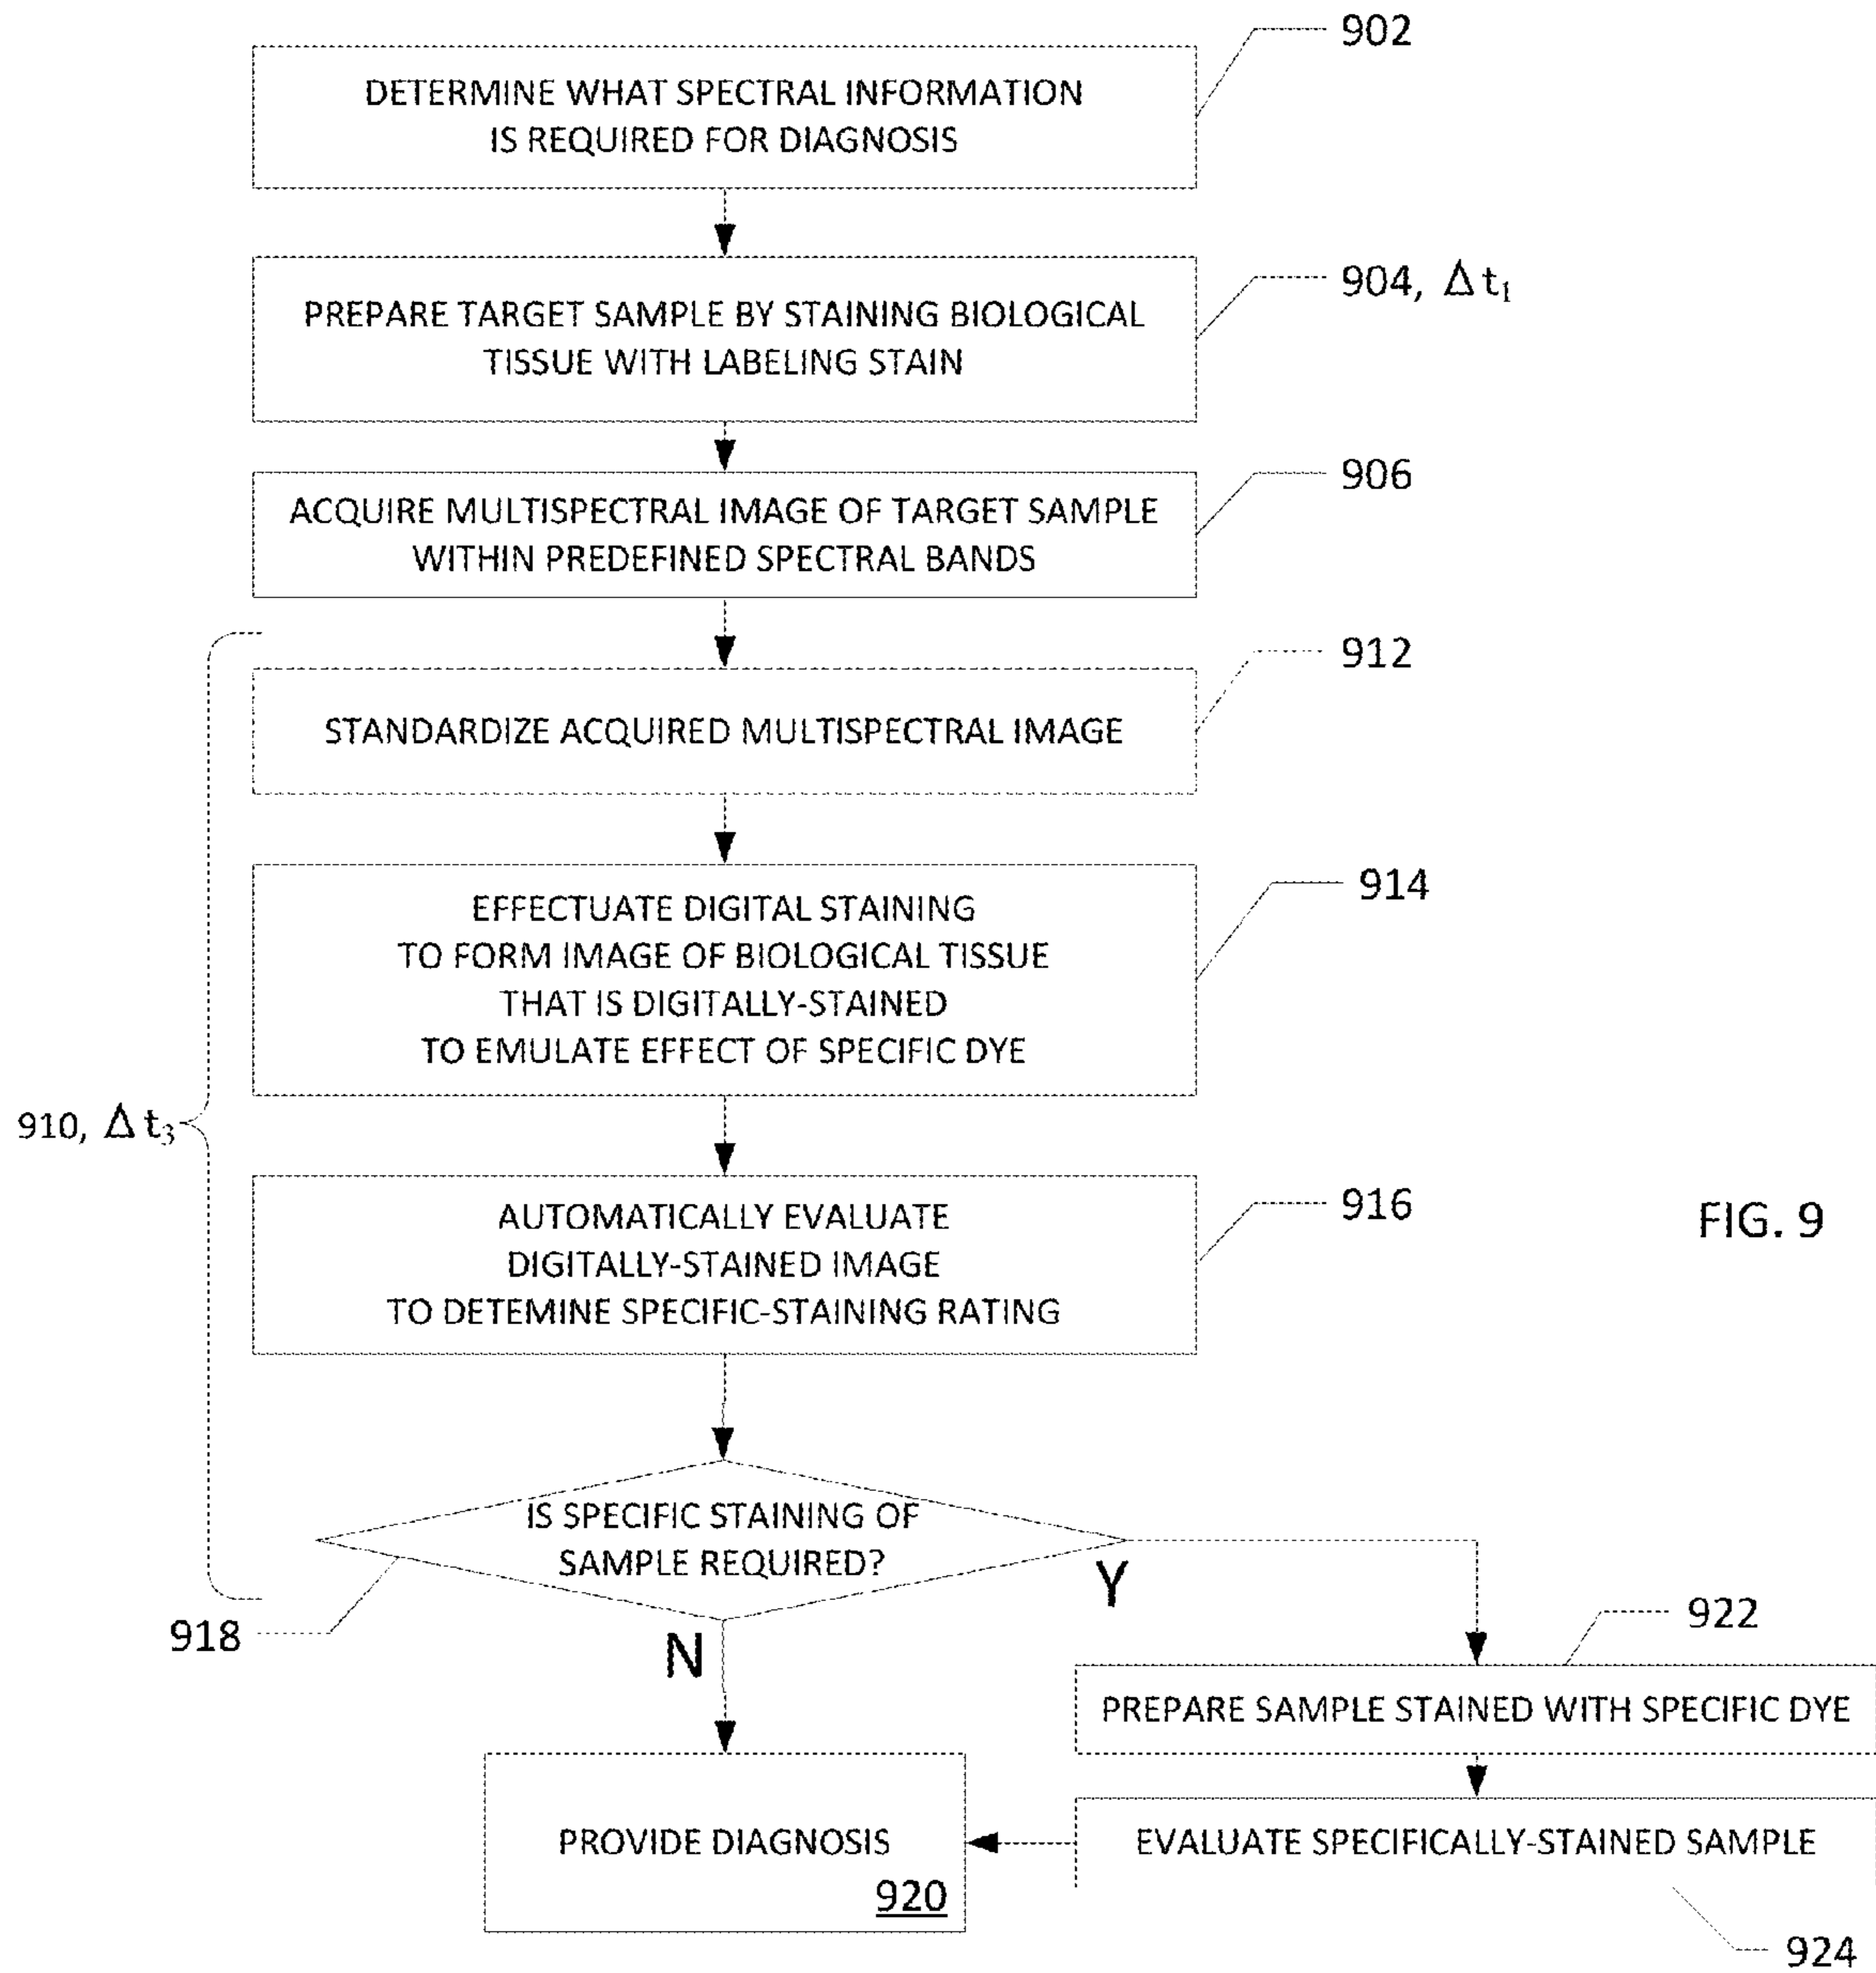 902
DETERMINE WHAT SPECTRAL INFORMATION
IS REQUIRED FOR DIAGNOSIS
904, Δt₁
PREPARE TARGET SAMPLE BY STAINING BIOLOGICAL
TISSUE WITH LABELING STAIN
906
ACQUIRE MULTISPECTRAL IMAGE OF TARGET SAMPLE
WITHIN PREDEFINED SPECTRAL BANDS
912
STANDARDIZE ACQUIRED MULTISPECTRAL IMAGE
914
EFFECTUATE DIGITAL STAINING
TO FORM IMAGE OF BIOLOGICAL TISSUE
THAT IS DIGITALLY-STAINED
TO EMULATE EFFECT OF SPECIFIC DYE
910, Δt₃
916
AUTOMATICALLY EVALUATE
DIGITALLY-STAINED IMAGE
TO DETEMINE SPECIFIC-STAINING RATING
FIG. 9
IS SPECIFIC STAINING OF
SAMPLE REQUIRED?
Y
918
N
922
PREPARE SAMPLE STAINED WITH SPECIFIC DYE
PROVIDE DIAGNOSIS
920
EVALUATE SPECIFICALLY-STAINED SAMPLE
924